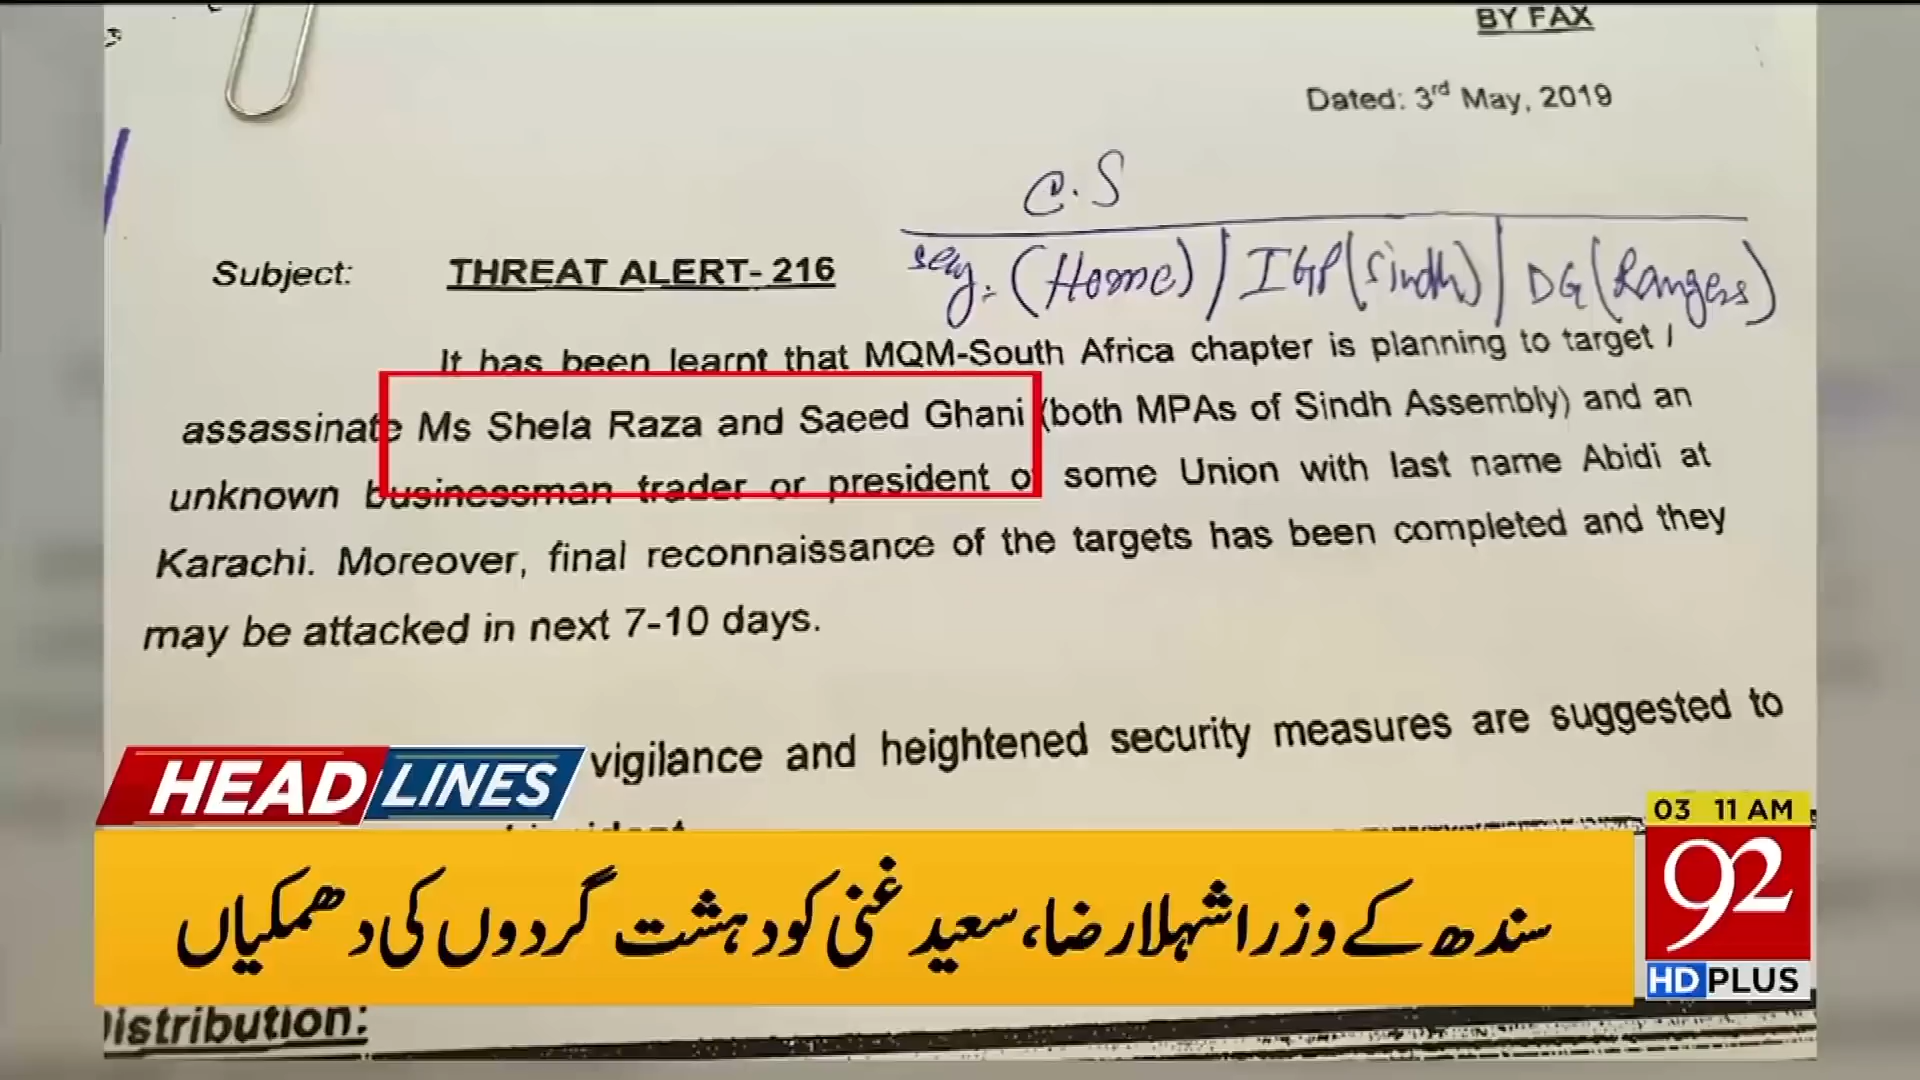 BY FAX
Dated: 3rd May, 2019
C.S
Secy. (Home) | IGP (Sindh) | DG (Rangers)
Subject: THREAT ALERT- 216
It has been learnt that MQM-South Africa chapter is planning to target /
assassinate Ms Shela Raza and Saeed Ghani (both MPAs of Sindh Assembly) and an
unknown businessman trader or president of some Union with last name Abidi at
Karachi. Moreover, final reconnaissance of the targets has been completed and they
may be attacked in next 7-10 days.
vigilance and heightened security measures are suggested to
HEADLINES
03 11 AM
92
HD PLUS
سندھ کے وزرا شہلا رضا، سعید غنی کو دہشت گردوں کی دھمکیاں
istribution: